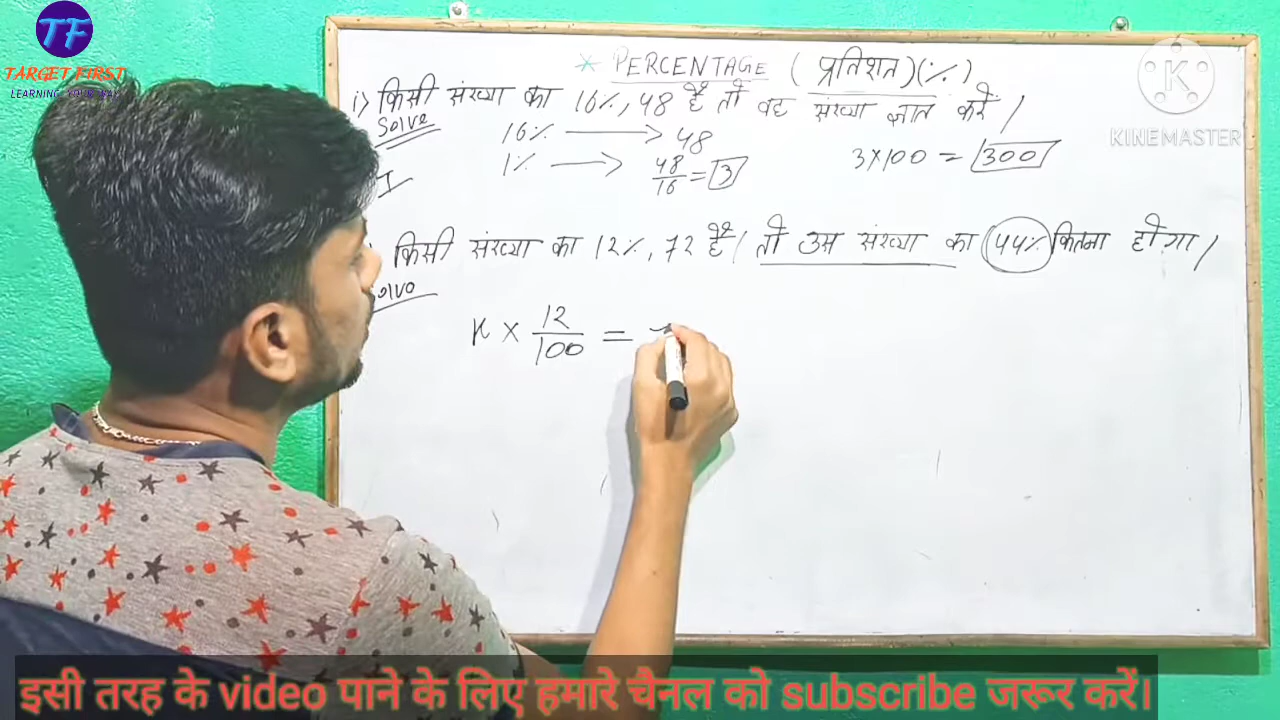 TF
TARGET FIRST
LEARNING YOUR WAY
K
KINEMASTER
* PERCENTAGE (प्रतिशत)(%)
i) किसी संख्या का 16%, 48 है तो वह संख्या ज्ञात करें।
Solve
16% → 48
1% → 48/16 = 3
3×100 = 300
I
किसी संख्या का 12%, 72 है। तो उस संख्या का 44% कितना होगा।
olve
x × 12/100 =
इसी तरह के video पाने के लिए हमारे चैनल को subscribe जरूर करें।